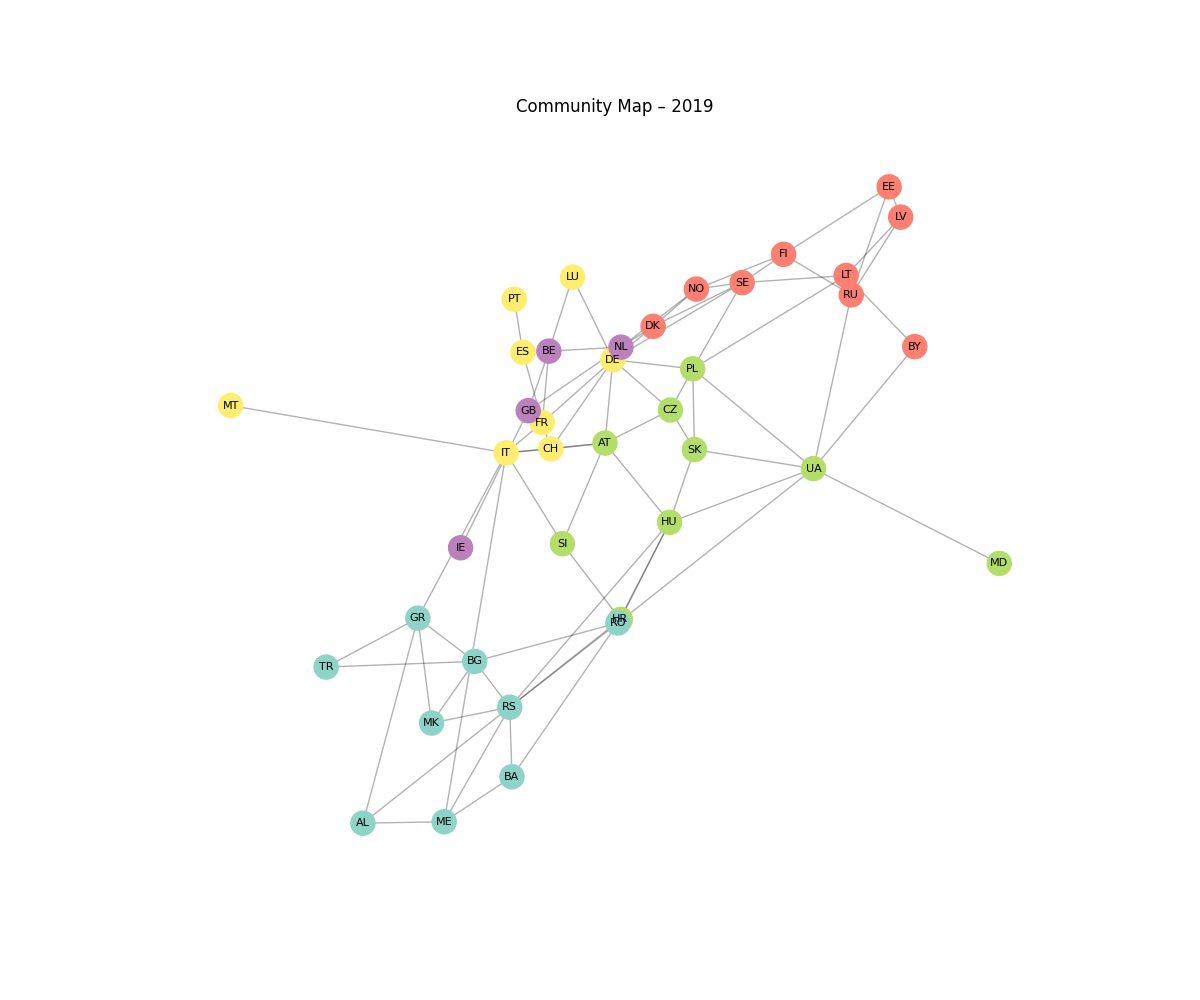 Community Map – 2019
EE
LV
FI
LT
SE
NO
RU
LU
PT
DK
NL
BY
BE
ES
DE
PL
MT
CZ
GB
FR
AT
CH
SK
IT
UA
HU
SI
IE
MD
GR
HR
RO
BG
TR
RS
MK
BA
ME
AL